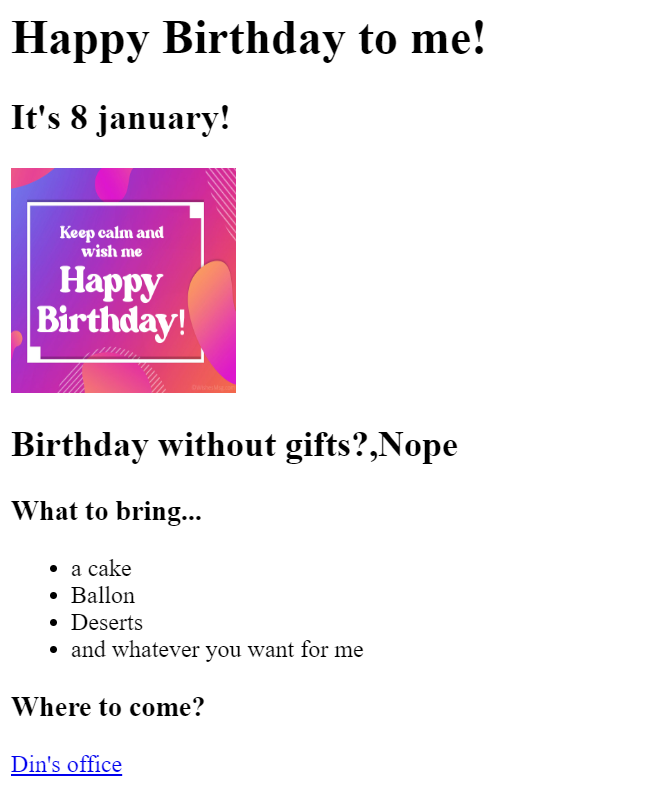 Happy Birthday to me!
It's 8 january!
Keep calm and
wish me
Happy
Birthday!
Birthday without gifts?,Nope
What to bring...
a cake
Ballon
Deserts
and whatever you want for me
Where to come?
Din's office